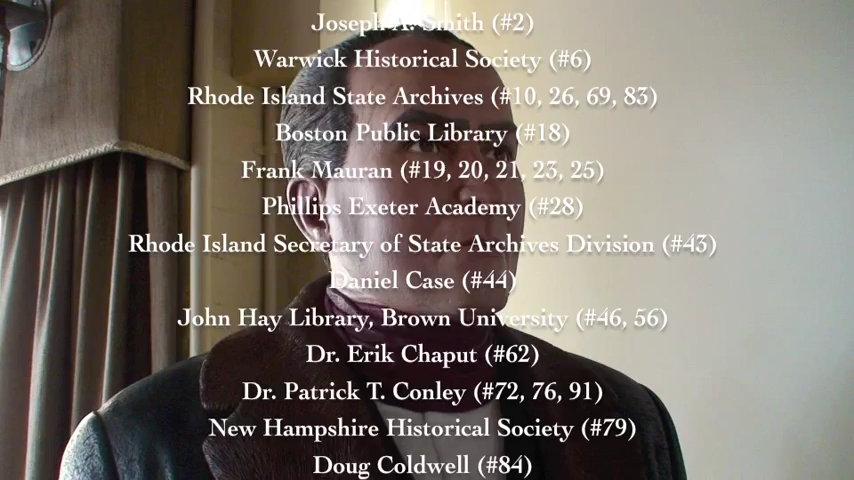 Joseph A. Smith (#2)
Warwick Historical Society (#6)
Rhode Island State Archives (#10, 26, 69, 83)
Boston Public Library (#18)
Frank Mauran (#19, 20, 21, 23, 25)
Phillips Exeter Academy (#28)
Rhode Island Secretary of State Archives Division (#43)
Daniel Case (#44)
John Hay Library, Brown University (#46, 56)
Dr. Erik Chaput (#62)
Dr. Patrick T. Conley (#72, 76, 91)
New Hampshire Historical Society (#79)
Doug Coldwell (#84)